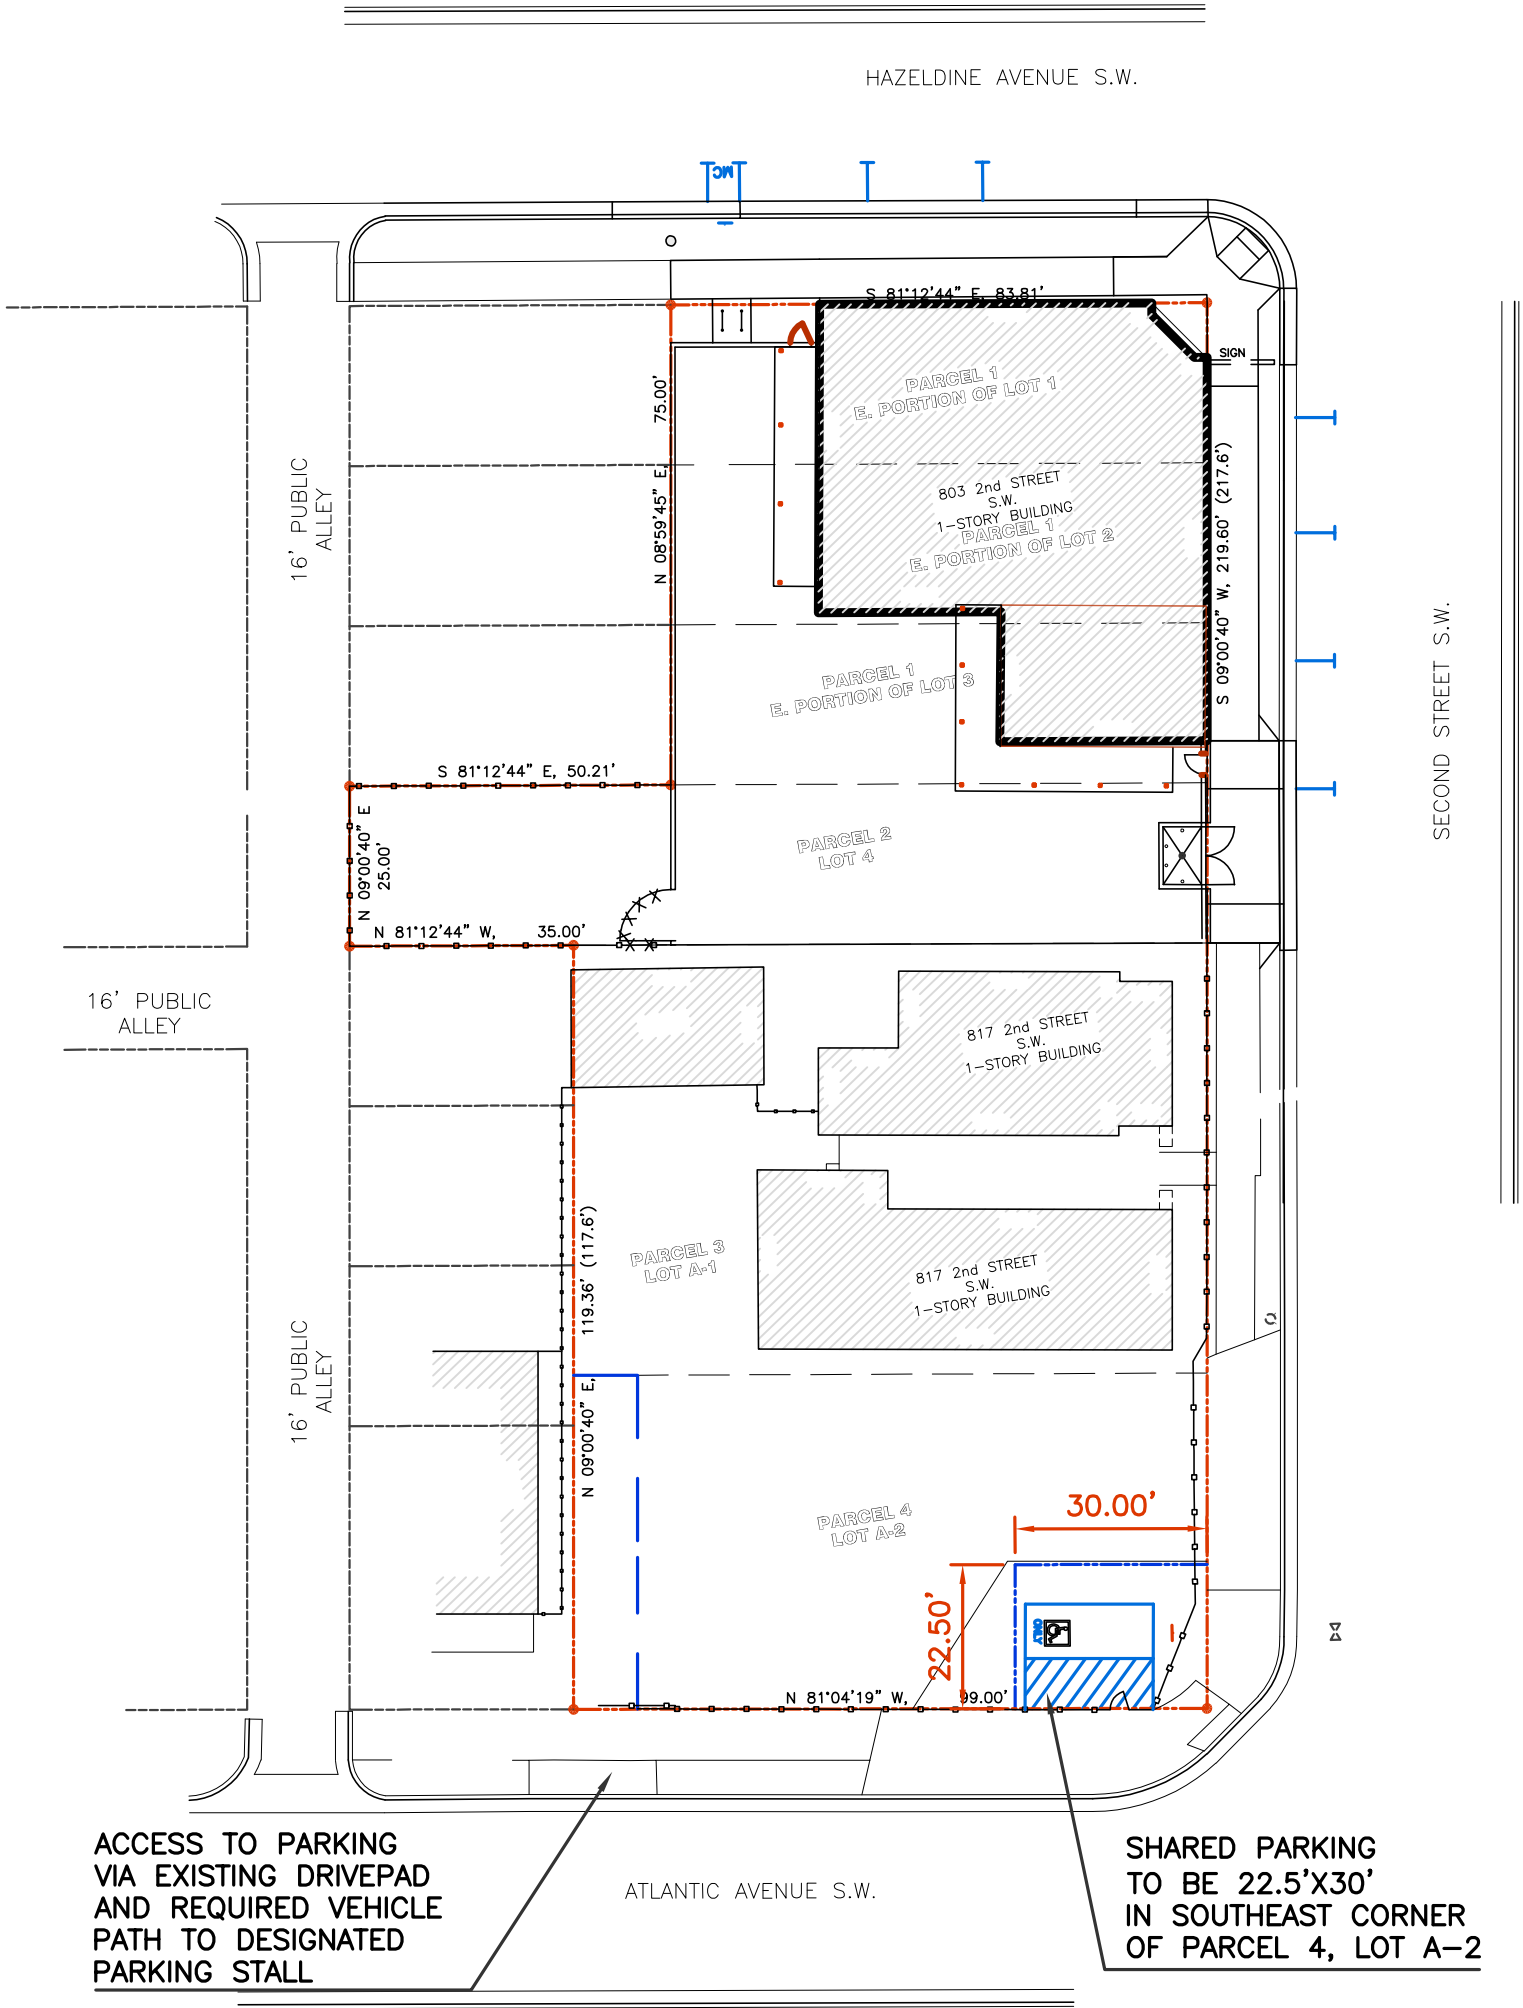 HAZELDINE AVENUE S.W.
MC
S 81°12'44" E, 83.81'
SIGN
PARCEL 1
E. PORTION OF LOT 1
N 08°59'45" E, 75.00'
16' PUBLIC
ALLEY
803 2nd STREET
S.W.
1-STORY BUILDING
PARCEL 1
E. PORTION OF LOT 2
S 09°00'40" W, 219.60' (217.6')
SECOND STREET S.W.
PARCEL 1
E. PORTION OF LOT 3
S 81°12'44" E, 50.21'
N 09°00'40" E
25.00'
PARCEL 2
LOT 4
N 81°12'44" W, 35.00'
16' PUBLIC
ALLEY
817 2nd STREET
S.W.
1-STORY BUILDING
PARCEL 3
LOT A-1
N 09°00'40" E, 119.36' (117.6')
817 2nd STREET
S.W.
1-STORY BUILDING
16' PUBLIC
ALLEY
PARCEL 4
LOT A-2
30.00'
22.50'
ONLY
N 81°04'19" W, 99.00'
ACCESS TO PARKING
VIA EXISTING DRIVEPAD
AND REQUIRED VEHICLE
PATH TO DESIGNATED
PARKING STALL
ATLANTIC AVENUE S.W.
SHARED PARKING
TO BE 22.5'X30'
IN SOUTHEAST CORNER
OF PARCEL 4, LOT A-2